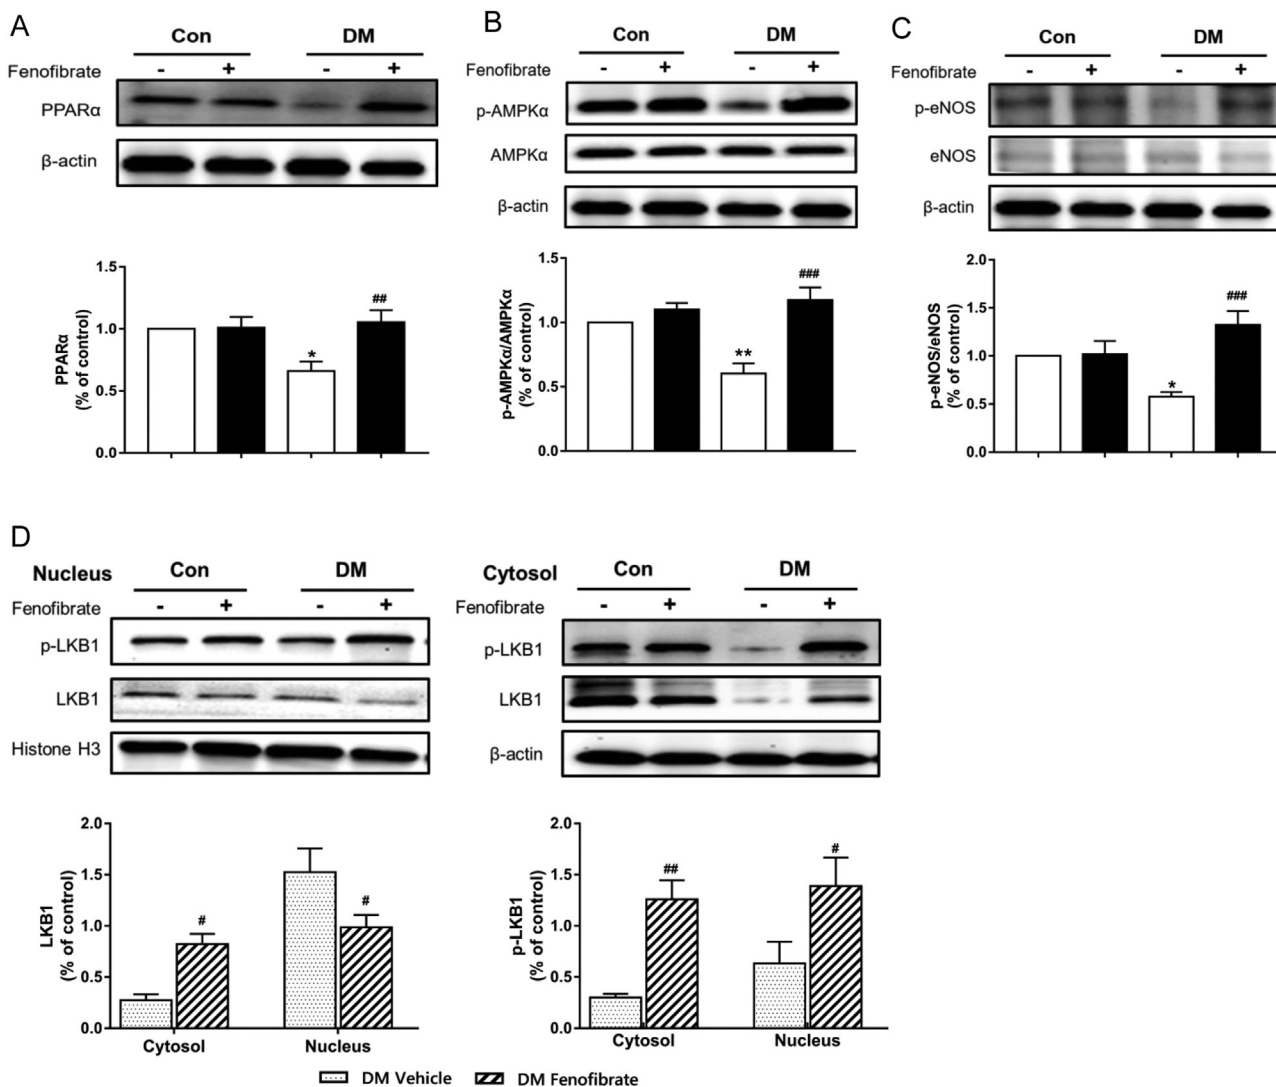 A
Con DM
Fenofibrate - + - +
PPARα
β-actin
1.5
1.0
0.5
0.0
PPARα
(% of control)
*
##
B
Con DM
Fenofibrate - + - +
p-AMPKα
AMPKα
β-actin
1.5
1.0
0.5
0.0
p-AMPKα/AMPKα
(% of control)
**
###
C
Con DM
Fenofibrate - + - +
p-eNOS
eNOS
β-actin
2.0
1.5
1.0
0.5
0.0
p-eNOS/eNOS
(% of control)
*
###
D
Nucleus Con DM
Fenofibrate - + - +
p-LKB1
LKB1
Histone H3
Cytosol Con DM
Fenofibrate - + - +
p-LKB1
LKB1
β-actin
2.0
1.5
1.0
0.5
0.0
LKB1
(% of control)
#
#
Cytosol Nucleus
2.0
1.5
1.0
0.5
0.0
p-LKB1
(% of control)
##
#
Cytosol Nucleus
DM Vehicle DM Fenofibrate